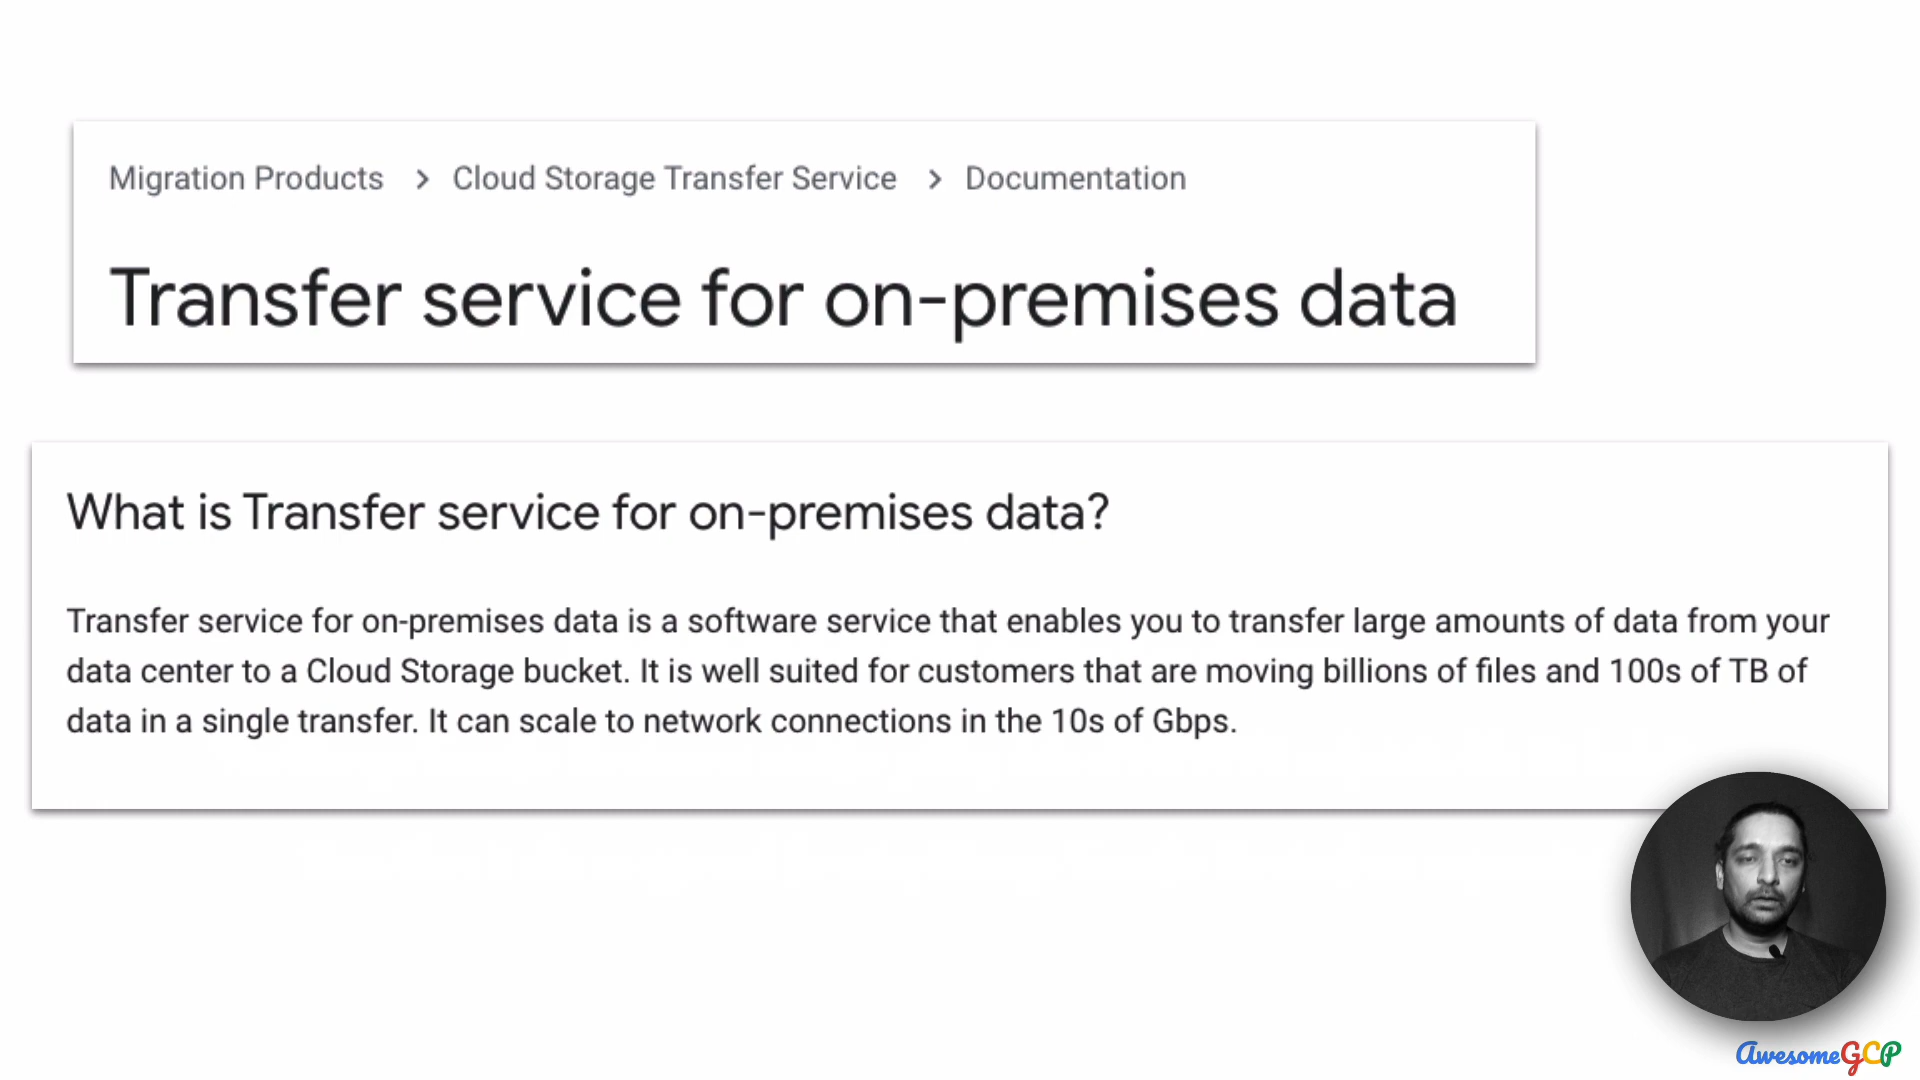 Migration Products > Cloud Storage Transfer Service > Documentation
Transfer service for on-premises data
What is Transfer service for on-premises data?
Transfer service for on-premises data is a software service that enables you to transfer large amounts of data from your
data center to a Cloud Storage bucket. It is well suited for customers that are moving billions of files and 100s of TB of
data in a single transfer. It can scale to network connections in the 10s of Gbps.
AwesomeGCP